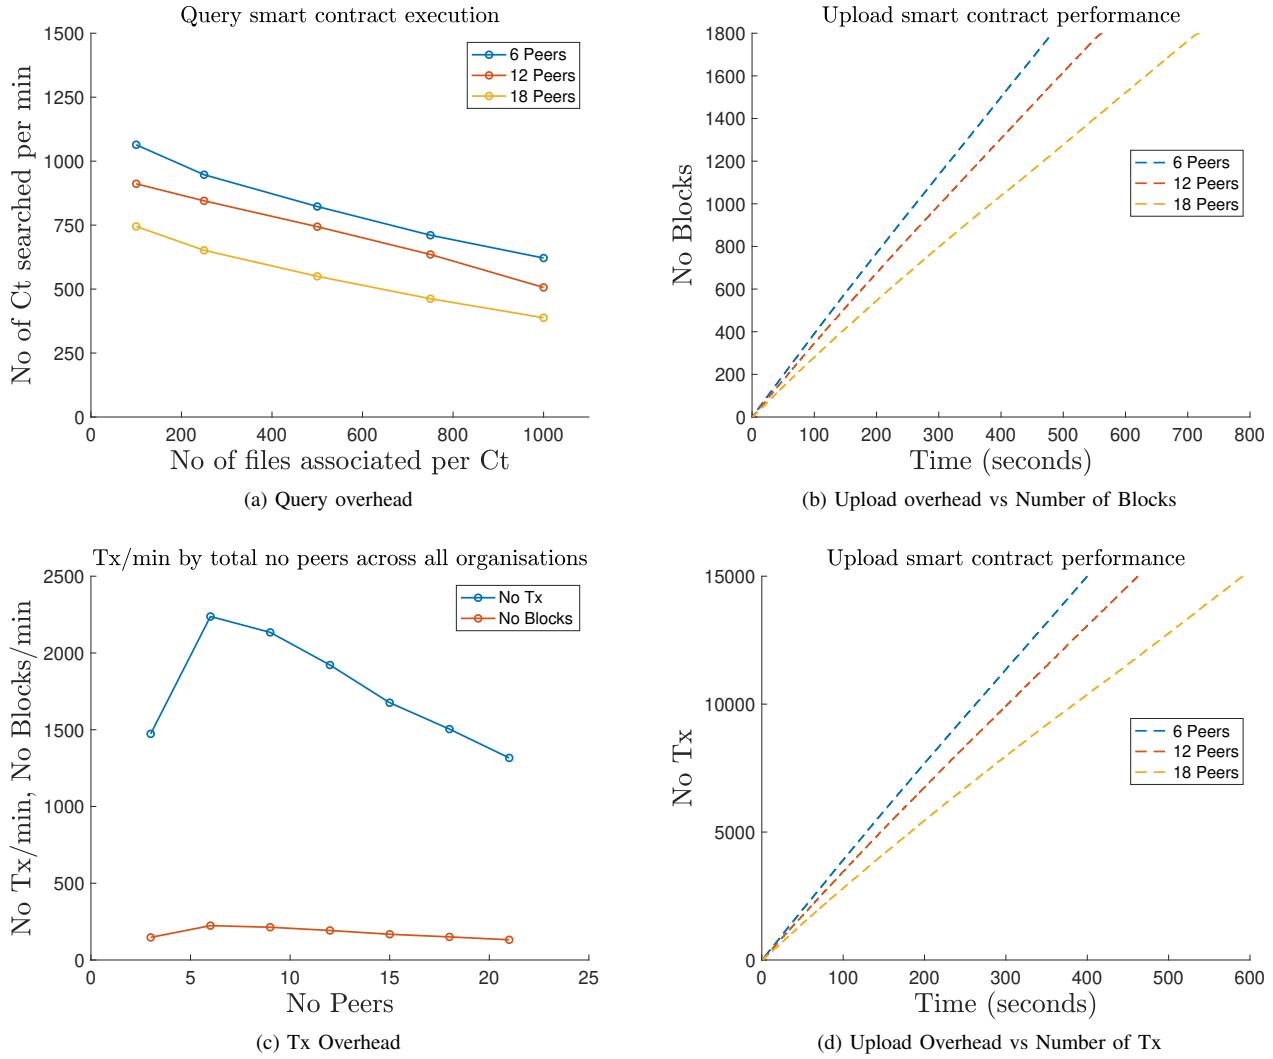 Query smart contract execution
1500
1250
1000
750
500
250
0
No of Ct searched per min
6 Peers
12 Peers
18 Peers
0 200 400 600 800 1000
No of files associated per Ct
(a) Query overhead
Upload smart contract performance
1800
1600
1400
1200
1000
800
600
400
200
0
No Blocks
6 Peers
12 Peers
18 Peers
0 100 200 300 400 500 600 700 800
Time (seconds)
(b) Upload overhead vs Number of Blocks
Tx/min by total no peers across all organisations
2500
2000
1500
1000
500
0
No Tx/min, No Blocks/min
No Tx
No Blocks
0 5 10 15 20 25
No Peers
(c) Tx Overhead
Upload smart contract performance
15000
10000
5000
0
No Tx
6 Peers
12 Peers
18 Peers
0 100 200 300 400 500 600
Time (seconds)
(d) Upload Overhead vs Number of Tx